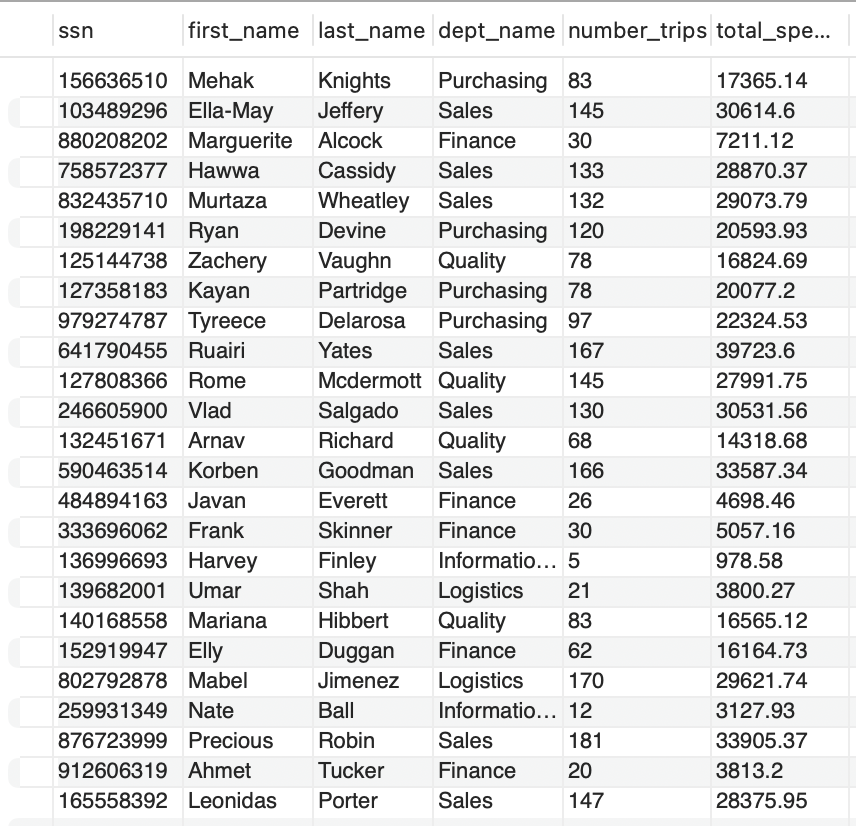 ssn first_name last_name dept_name number_trips total_spe...
156636510 Mehak Knights Purchasing 83 17365.14
103489296 Ella-May Jeffery Sales 145 30614.6
880208202 Marguerite Alcock Finance 30 7211.12
758572377 Hawwa Cassidy Sales 133 28870.37
832435710 Murtaza Wheatley Sales 132 29073.79
198229141 Ryan Devine Purchasing 120 20593.93
125144738 Zachery Vaughn Quality 78 16824.69
127358183 Kayan Partridge Purchasing 78 20077.2
979274787 Tyreece Delarosa Purchasing 97 22324.53
641790455 Ruairi Yates Sales 167 39723.6
127808366 Rome Mcdermott Quality 145 27991.75
246605900 Vlad Salgado Sales 130 30531.56
132451671 Arnav Richard Quality 68 14318.68
590463514 Korben Goodman Sales 166 33587.34
484894163 Javan Everett Finance 26 4698.46
333696062 Frank Skinner Finance 30 5057.16
136996693 Harvey Finley Informatio... 5 978.58
139682001 Umar Shah Logistics 21 3800.27
140168558 Mariana Hibbert Quality 83 16565.12
152919947 Elly Duggan Finance 62 16164.73
802792878 Mabel Jimenez Logistics 170 29621.74
259931349 Nate Ball Informatio... 12 3127.93
876723999 Precious Robin Sales 181 33905.37
912606319 Ahmet Tucker Finance 20 3813.2
165558392 Leonidas Porter Sales 147 28375.95